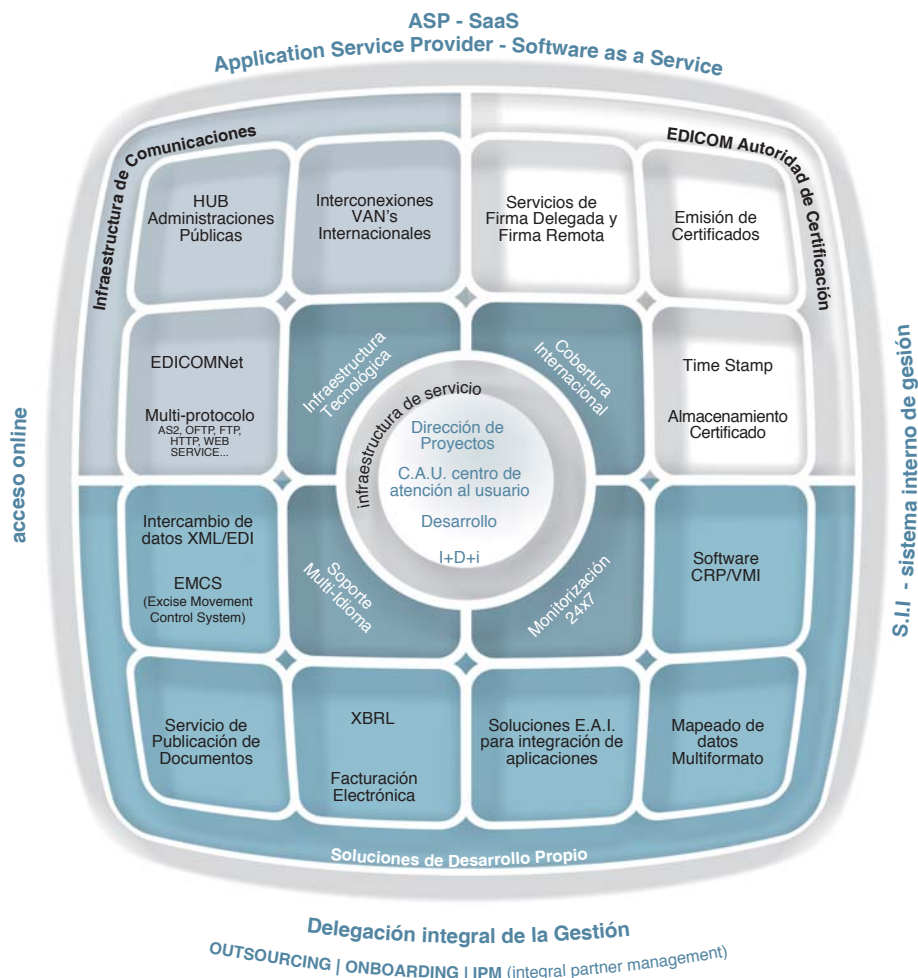 ASP - SaaS
Application Service Provider - Software as a Service
Infraestructura de Comunicaciones
EDICOM Autoridad de Certificación
HUB
Administraciones
Públicas
Interconexiones
VAN's
Internacionales
Servicios de
Firma Delegada y
Firma Remota
Emisión de
Certificados
EDICOMNet
Multi-protocolo
AS2, OFTP, FTP,
HTTP, WEB
SERVICE...
Infraestructura
Tecnológica
Cobertura
Internacional
Time Stamp
Almacenamiento
Certificado
infraestructura de servicio
Dirección de
Proyectos
C.A.U. centro de
atención al usuario
Desarrollo
I+D+i
acceso online
S.I.I - sistema interno de gesión
Intercambio de
datos XML/EDI
EMCS
(Excise Movement
Control System)
Soporte
Multi-Idioma
Monitorización
24x7
Software
CRP/VMI
Servicio de
Publicación de
Documentos
XBRL
Facturación
Electrónica
Soluciones E.A.I.
para integración de
aplicaciones
Mapeado de
datos
Multiformato
Soluciones de Desarrollo Propio
Delegación integral de la Gestión
OUTSOURCING | ONBOARDING | IPM (integral partner management)